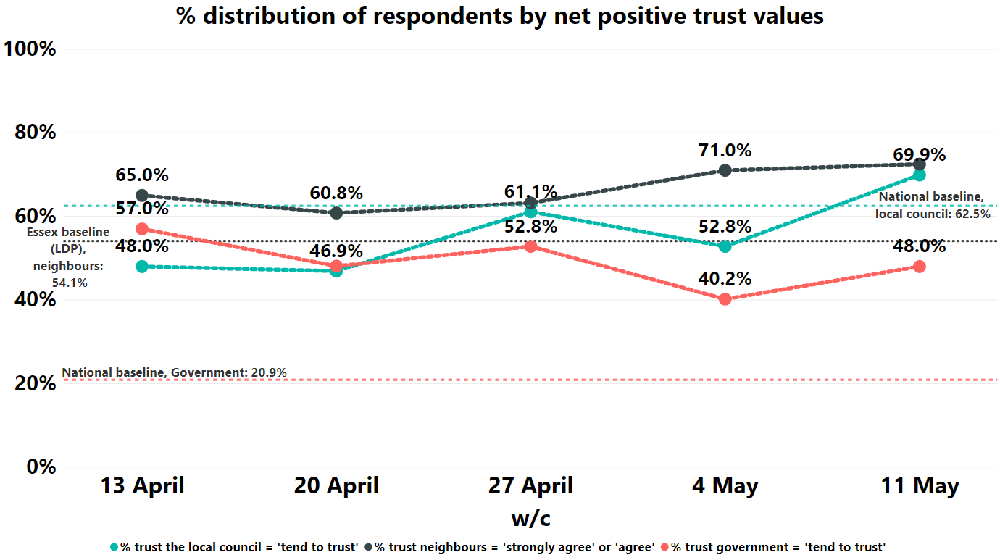 % distribution of respondents by net positive trust values
100%
80%
60%
40%
20%
0%
65.0%
57.0%
48.0%
60.8%
46.9%
61.1%
52.8%
71.0%
52.8%
40.2%
69.9%
48.0%
National baseline,
local council: 62.5%
Essex baseline
(LDP),
neighbours:
54.1%
National baseline, Government: 20.9%
13 April 20 April 27 April 4 May 11 May
w/c
% trust the local council = 'tend to trust' % trust neighbours = 'strongly agree' or 'agree' % trust government = 'tend to trust'